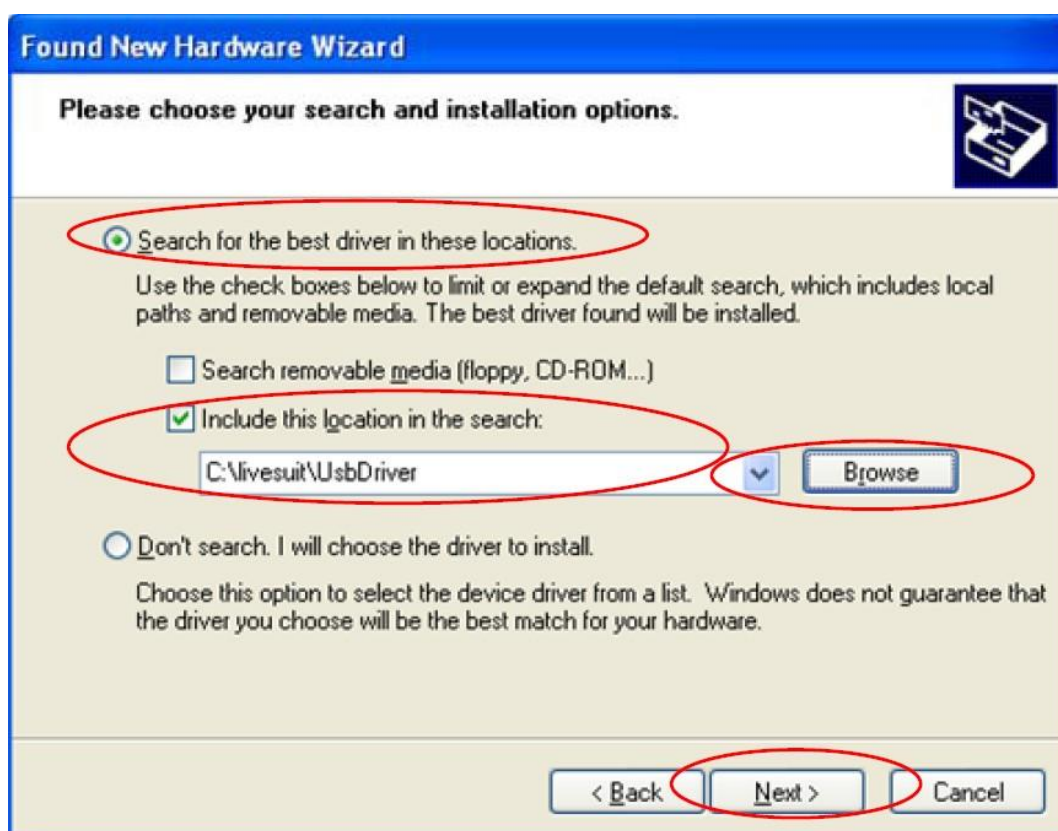 Found New Hardware Wizard
Please choose your search and installation options.
Search for the best driver in these locations.
Use the check boxes below to limit or expand the default search, which includes local
paths and removable media. The best driver found will be installed.
Search removable media (floppy, CD-ROM...)
Include this location in the search:
C:\livesuit\UsbDriver
Browse
Don't search. I will choose the driver to install.
Choose this option to select the device driver from a list. Windows does not guarantee that
the driver you choose will be the best match for your hardware.
< Back
Next >
Cancel